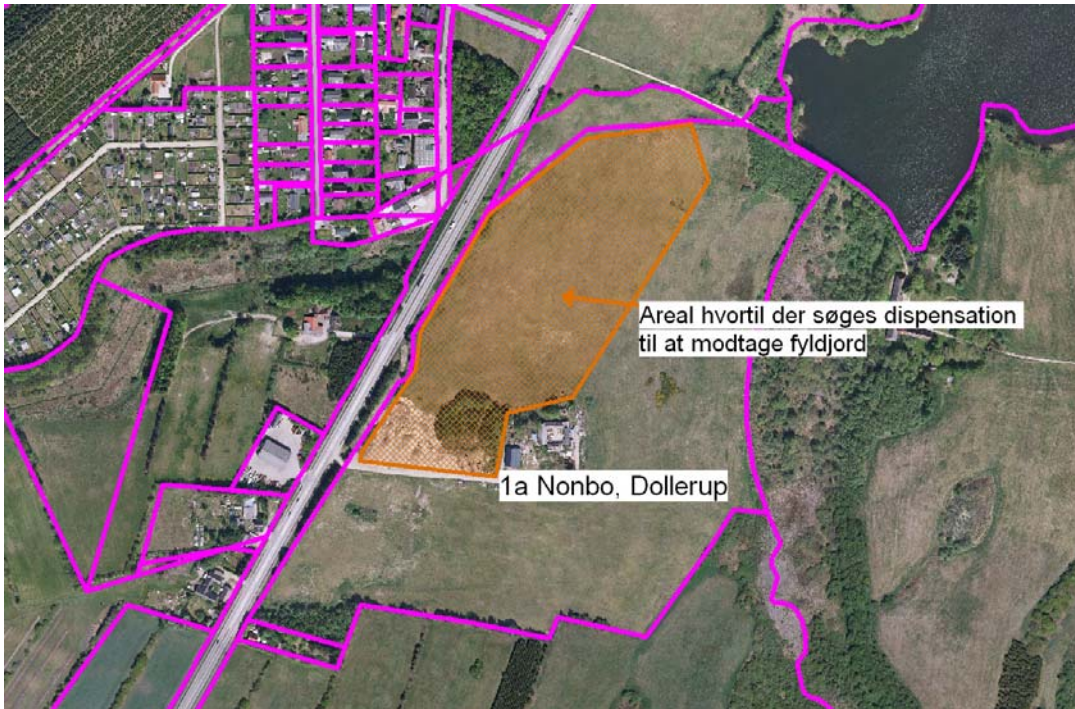 Areal hvortil der søges dispensation
til at modtage fyldjord
1a Nonbo, Dollerup